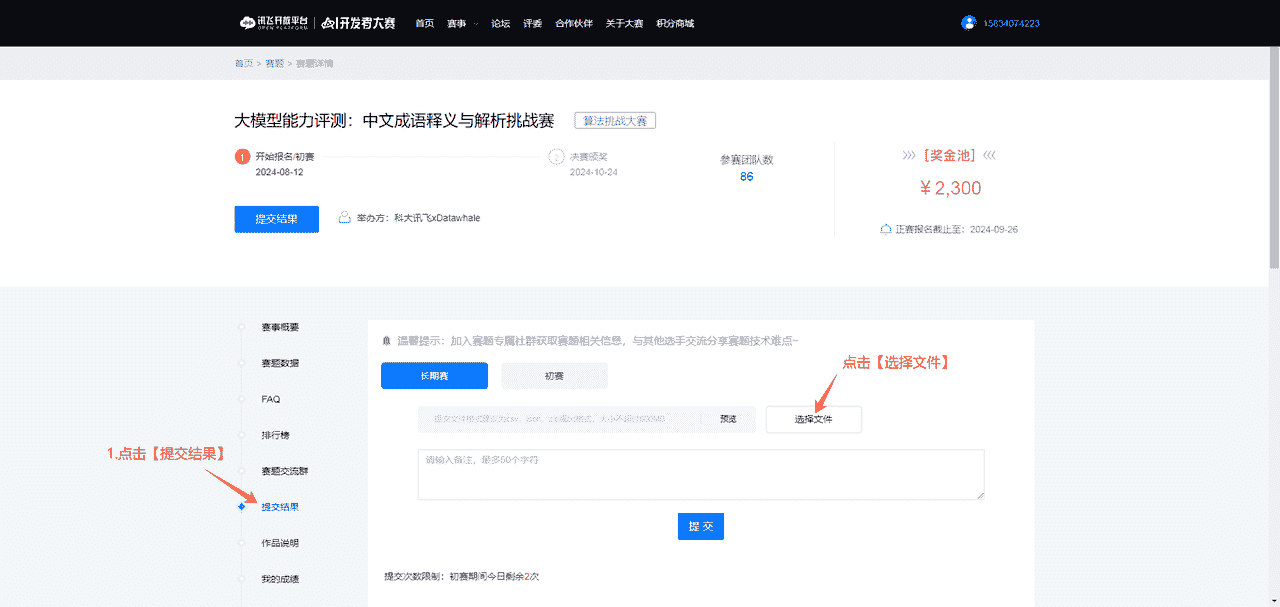 讯飞开放平台 OPEN PLATFORM | AI开发者大赛 首页 赛事 论坛 评委 合作伙伴 关于大赛 积分商城 15834074223
首页 > 赛题 > 赛题详情
大模型能力评测：中文成语释义与解析挑战赛 算法挑战大赛
1 开始报名/初赛 2024-08-12
2 决赛颁奖 2024-10-24
参赛团队数
86
[奖金池]
￥2,300
提交结果 举办方：科大讯飞xDatawhale
正赛报名截止至：2024-09-26
赛事概要
赛题数据
FAQ
排行榜
赛题交流群
提交结果
作品说明
我的成绩
1.点击【提交结果】
温馨提示：加入赛题专属社群获取赛题相关信息，与其他选手交流分享赛题技术难点~
长期赛 初赛
点击【选择文件】
预览 选择文件
请输入备注，最多50个字符
提 交
提交次数限制：初赛期间今日剩余2次